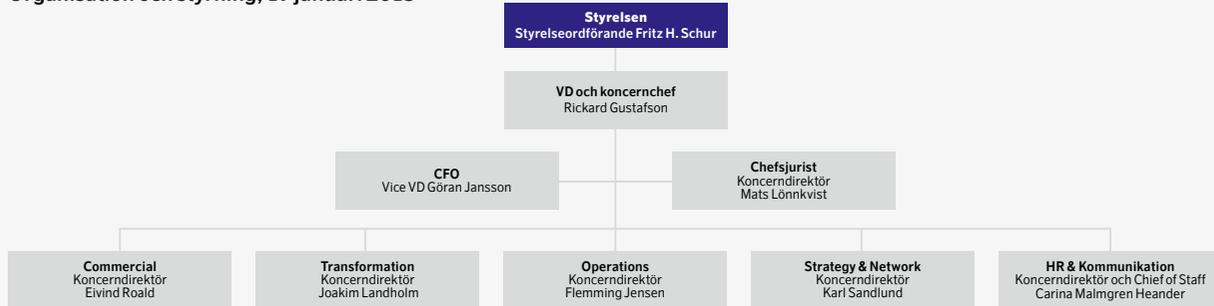 Styrelsen
Styrelseordförande Fritz H. Schur
VD och koncernchef
Rickard Gustafson
CFO
Vice VD Göran Jansson
Chefsjurist
Koncerndirektör
Mats Lönnkvist
Commercial
Koncerndirektör
Eivind Roald
Transformation
Koncerndirektör
Joakim Landholm
Operations
Koncerndirektör
Flemming Jensen
Strategy & Network
Koncerndirektör
Karl Sandlund
HR & Kommunikation
Koncerndirektör och Chief of Staff
Carina Malmgren Heander